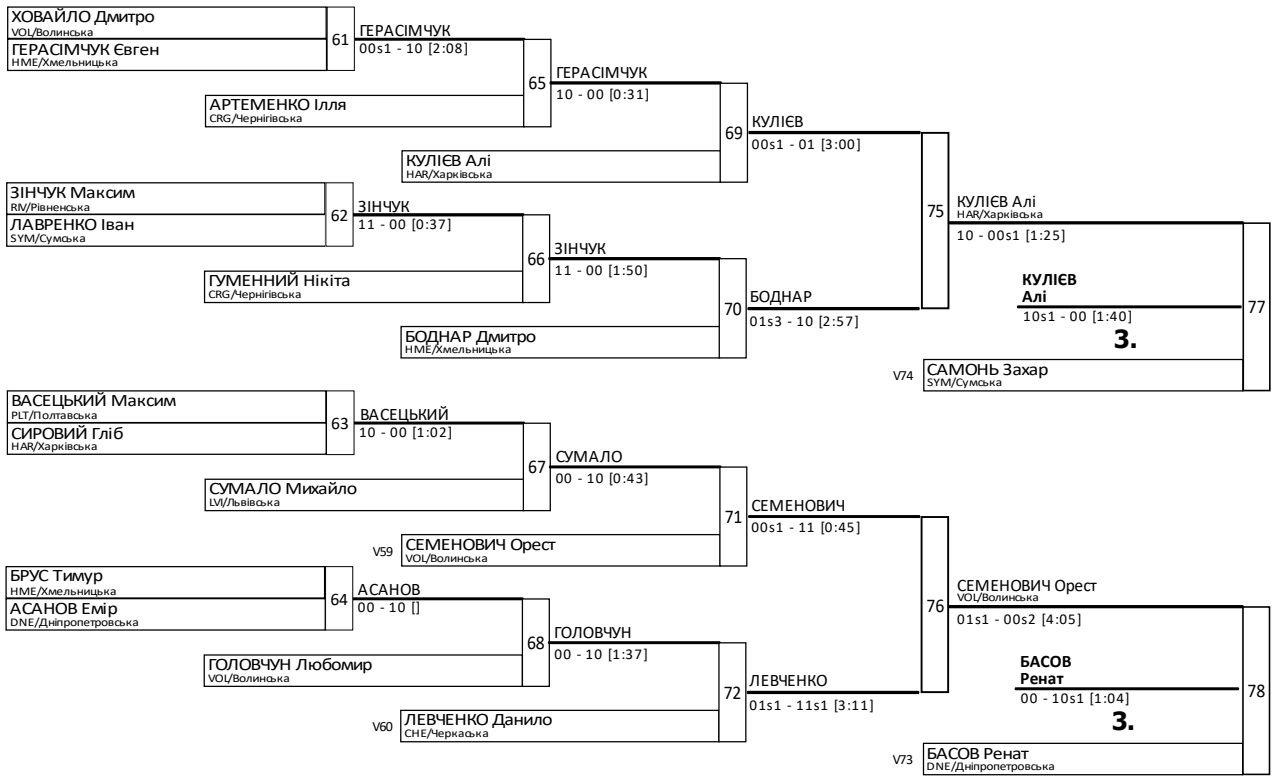 ХОВАЙЛО Дмитро
VOL/Волинська
61
ГЕРАСІМЧУК Євген
HME/Хмельницька
ГЕРАСІМЧУК
00s1 - 10 [2:08]
65
АРТЕМЕНКО Ілля
CRG/Чернігівська
ГЕРАСІМЧУК
10 - 00 [0:31]
69
КУЛІЄВ Алі
HAR/Харківська
КУЛІЄВ
00s1 - 01 [3:00]
ЗІНЧУК Максим
RIV/Рівненська
62
ЛАВРЕНКО Іван
SYM/Сумська
ЗІНЧУК
11 - 00 [0:37]
66
ГУМЕННИЙ Нікіта
CRG/Чернігівська
ЗІНЧУК
11 - 00 [1:50]
70
БОДНАР Дмитро
HME/Хмельницька
БОДНАР
01s3 - 10 [2:57]
75
КУЛІЄВ Алі
HAR/Харківська
10 - 00s1 [1:25]
КУЛІЄВ
Алі
10s1 - 00 [1:40]
3.
77
V74
САМОНЬ Захар
SYM/Сумська
ВАСЕЦЬКИЙ Максим
PLT/Полтавська
63
СИРОВИЙ Гліб
HAR/Харківська
ВАСЕЦЬКИЙ
10 - 00 [1:02]
67
СУМАЛО Михайло
LVI/Львівська
СУМАЛО
00 - 10 [0:43]
71
V59
СЕМЕНОВИЧ Орест
VOL/Волинська
СЕМЕНОВИЧ
00s1 - 11 [0:45]
БРУС Тимур
HME/Хмельницька
64
АСАНОВ Емір
DNE/Дніпропетровська
АСАНОВ
00 - 10 []
68
ГОЛОВЧУН Любомир
VOL/Волинська
ГОЛОВЧУН
00 - 10 [1:37]
72
V60
ЛЕВЧЕНКО Данило
CHE/Черкаська
ЛЕВЧЕНКО
01s1 - 11s1 [3:11]
76
СЕМЕНОВИЧ Орест
VOL/Волинська
01s1 - 00s2 [4:05]
БАСОВ
Ренат
00 - 10s1 [1:04]
3.
78
V73
БАСОВ Ренат
DNE/Дніпропетровська